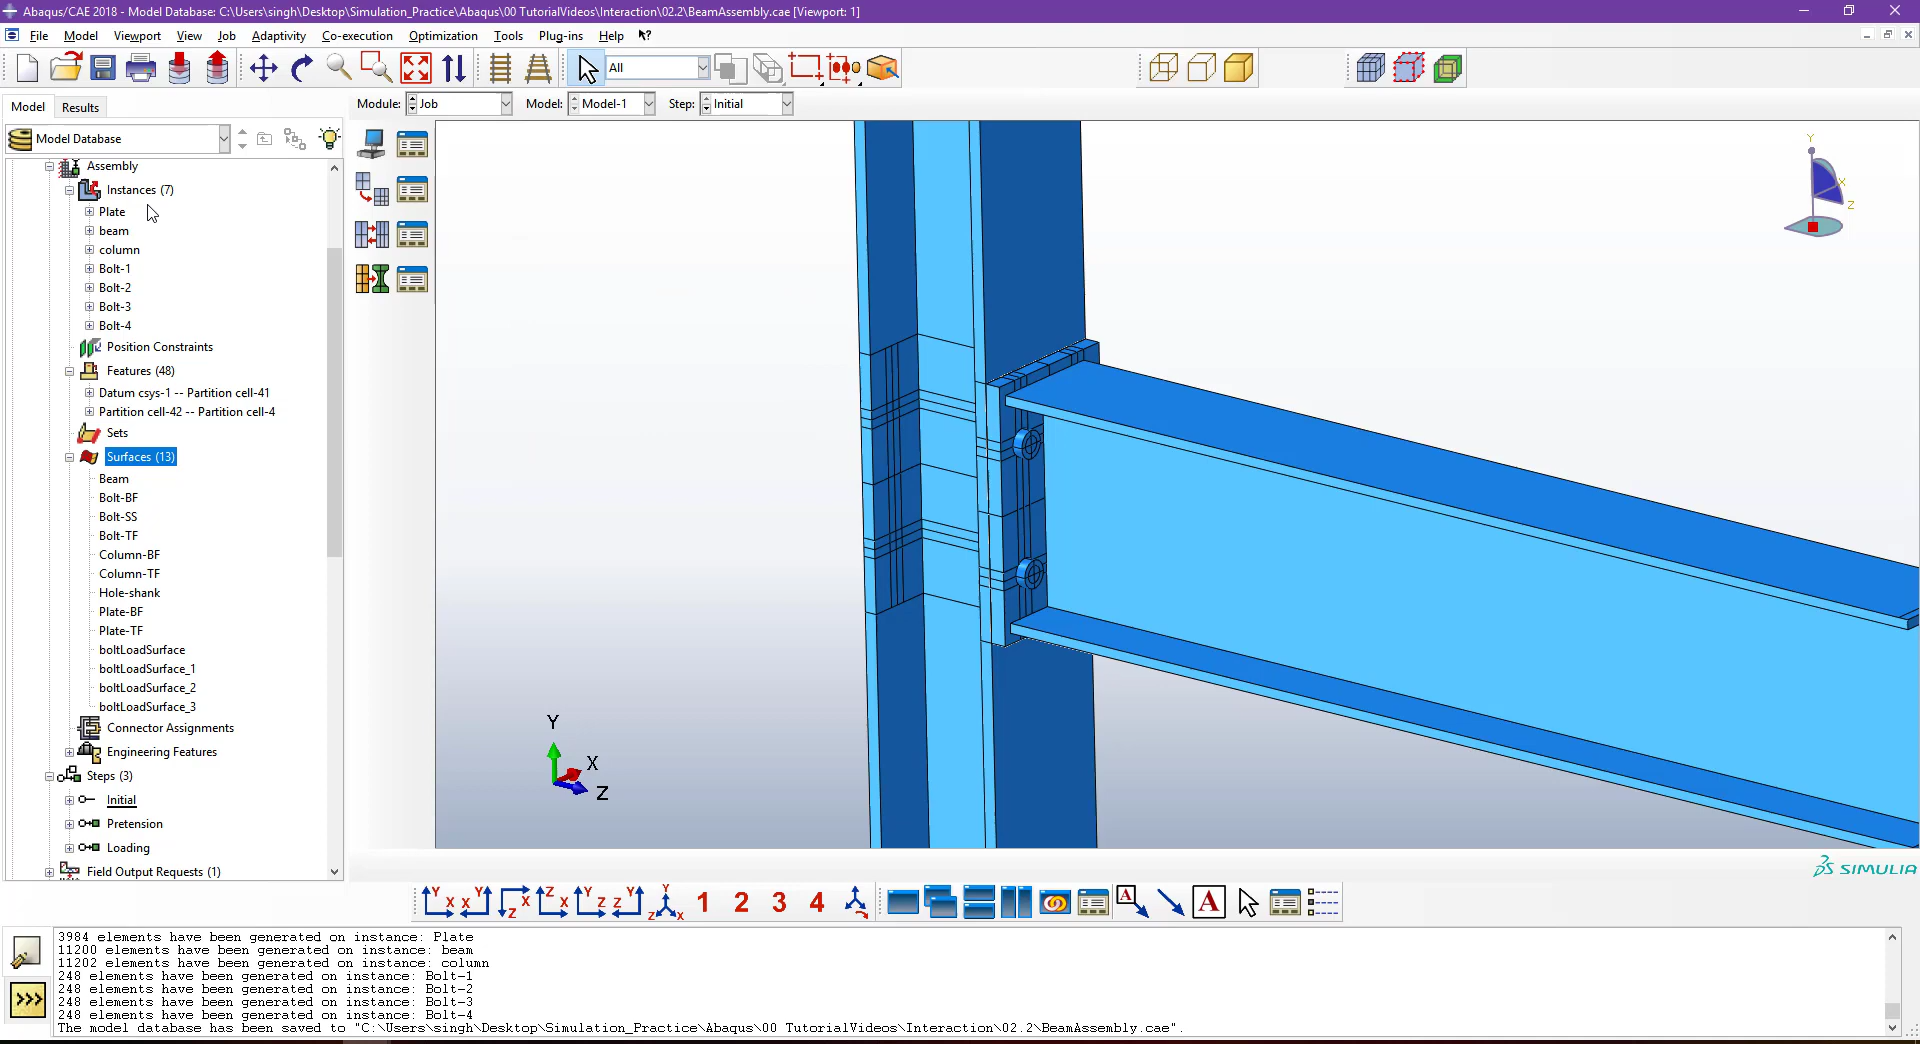 Abaqus/CAE 2018 - Model Database: C:\Users\singh\Desktop\Simulation_Practice\Abaqus\00 TutorialVideos\Interaction\02.2\BeamAssembly.cae [Viewport: 1]
File Model Viewport View Job Adaptivity Co-execution Optimization Tools Plug-ins Help
All
Model Results
Module: Job Model: Model-1 Step: Initial
Model Database
Assembly
Instances (7)
Plate
beam
column
Bolt-1
Bolt-2
Bolt-3
Bolt-4
Position Constraints
Features (48)
Datum csys-1 -- Partition cell-41
Partition cell-42 -- Partition cell-4
Sets
Surfaces (13)
Beam
Bolt-BF
Bolt-SS
Bolt-TF
Column-BF
Column-TF
Hole-shank
Plate-BF
Plate-TF
boltLoadSurface
boltLoadSurface_1
boltLoadSurface_2
boltLoadSurface_3
Connector Assignments
Engineering Features
Steps (3)
Initial
Pretension
Loading
Field Output Requests (1)
Y
X
Z
Y
X
Z
SIMULIA
Y X X Y Z X Z X Y Z Z Y Y Z X 1 2 3 4 A A
3984 elements have been generated on instance: Plate
11200 elements have been generated on instance: beam
11202 elements have been generated on instance: column
248 elements have been generated on instance: Bolt-1
248 elements have been generated on instance: Bolt-2
248 elements have been generated on instance: Bolt-3
248 elements have been generated on instance: Bolt-4
The model database has been saved to "C:\Users\singh\Desktop\Simulation_Practice\Abaqus\00 TutorialVideos\Interaction\02.2\BeamAssembly.cae".
>>>